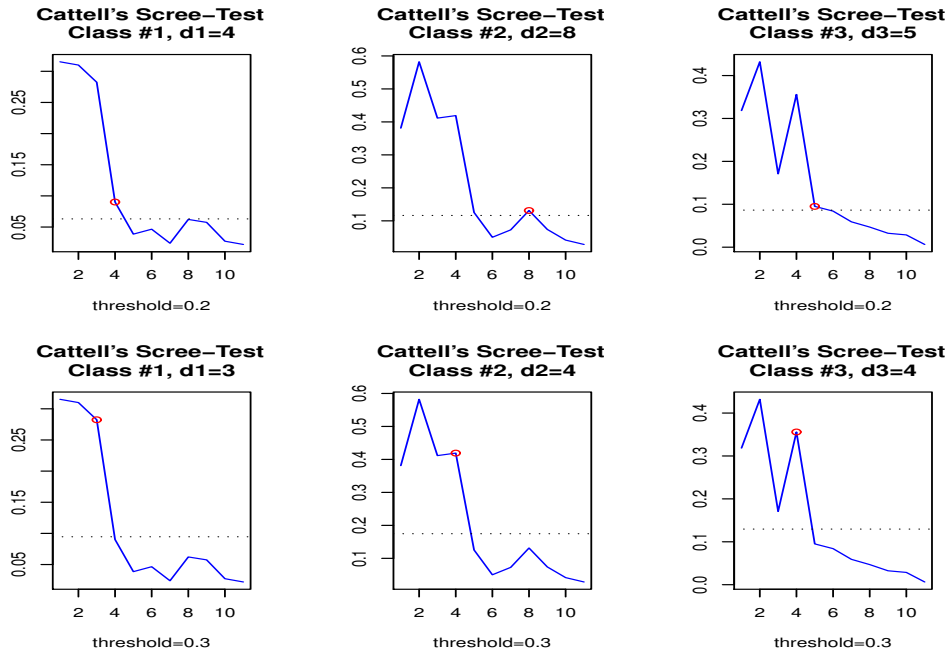 Cattell's Scree−Test
Class #1, d1=4
0.05
0.15
0.25
2 4 6 8 10
threshold=0.2
Cattell's Scree−Test
Class #2, d2=8
0.1
0.2
0.3
0.4
0.5
0.6
2 4 6 8 10
threshold=0.2
Cattell's Scree−Test
Class #3, d3=5
0.0
0.1
0.2
0.3
0.4
2 4 6 8 10
threshold=0.2
Cattell's Scree−Test
Class #1, d1=3
0.05
0.15
0.25
2 4 6 8 10
threshold=0.3
Cattell's Scree−Test
Class #2, d2=4
0.1
0.2
0.3
0.4
0.5
0.6
2 4 6 8 10
threshold=0.3
Cattell's Scree−Test
Class #3, d3=4
0.0
0.1
0.2
0.3
0.4
2 4 6 8 10
threshold=0.3